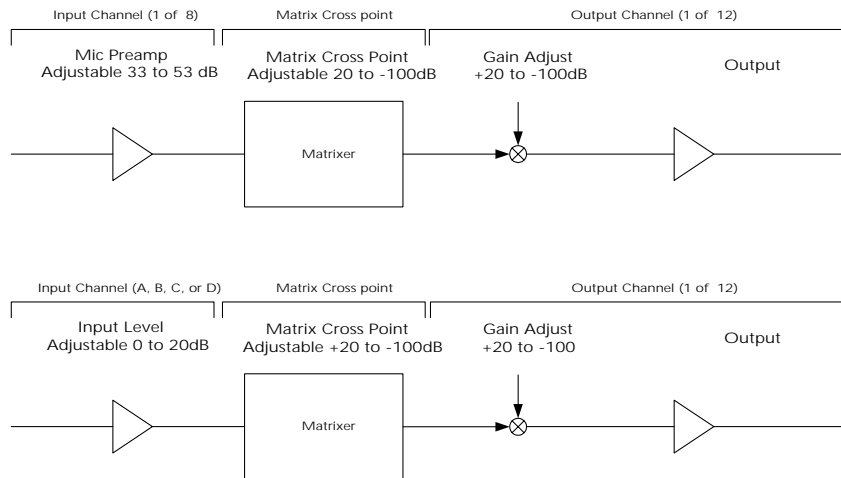 Input Channel (1 of 8)
Matrix Cross point
Output Channel (1 of 12)
Mic Preamp
Adjustable 33 to 53 dB
Matrix Cross Point
Adjustable 20 to -100dB
Gain Adjust
+20 to -100dB
Output
Matrixer
Input Channel (A, B, C, or D)
Matrix Cross point
Output Channel (1 of 12)
Input Level
Adjustable 0 to 20dB
Matrix Cross Point
Adjustable +20 to -100dB
Gain Adjust
+20 to -100
Output
Matrixer